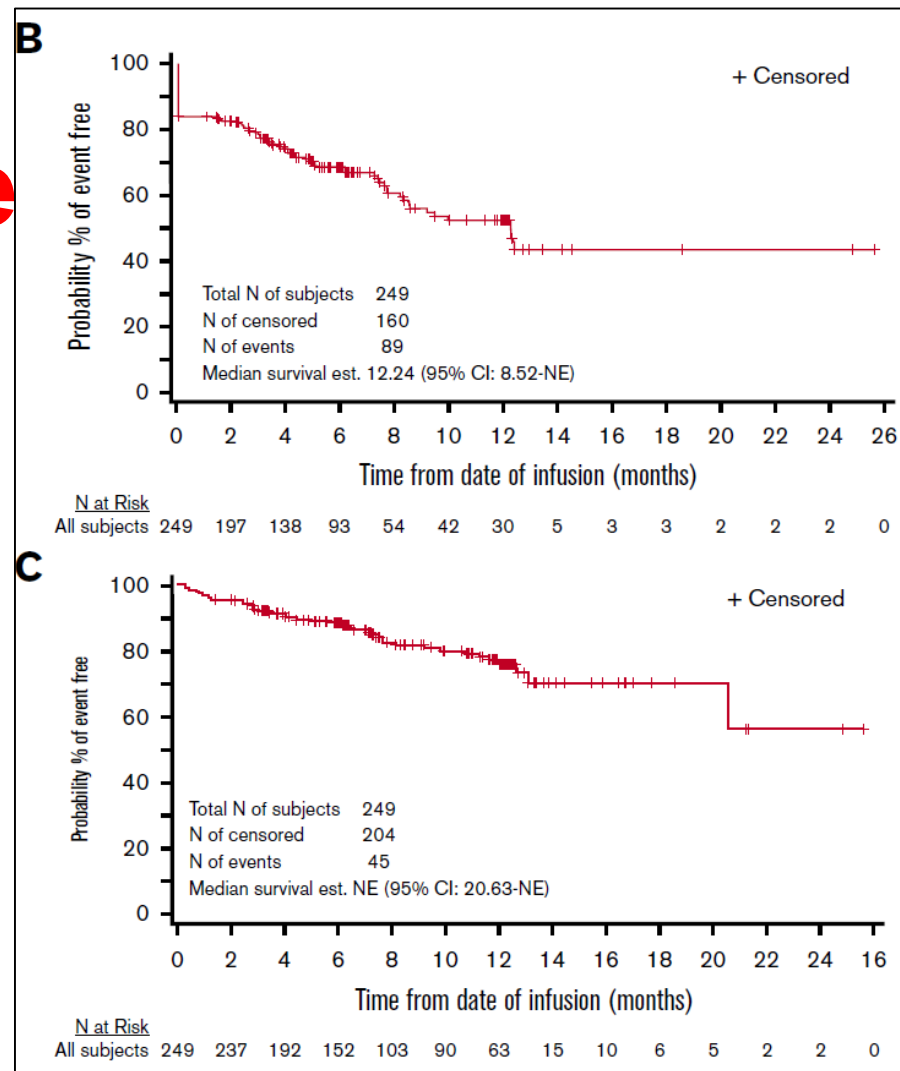 B
+ Censored
e
Probability % of event free
100
80
60
40
20
0
Total N of subjects 249
N of censored 160
N of events 89
Median survival est. 12.24 (95% CI: 8.52-NE)
0 2 4 6 8 10 12 14 16 18 20 22 24 26
Time from date of infusion (months)
N at Risk
All subjects 249 197 138 93 54 42 30 5 3 3 2 2 2 0
C
+ Censored
Probability % of event free
100
80
60
40
20
0
Total N of subjects 249
N of censored 204
N of events 45
Median survival est. NE (95% CI: 20.63-NE)
0 2 4 6 8 10 12 14 16 18 20 22 24 16
Time from date of infusion (months)
N at Risk
All subjects 249 237 192 152 103 90 63 15 10 6 5 2 2 0